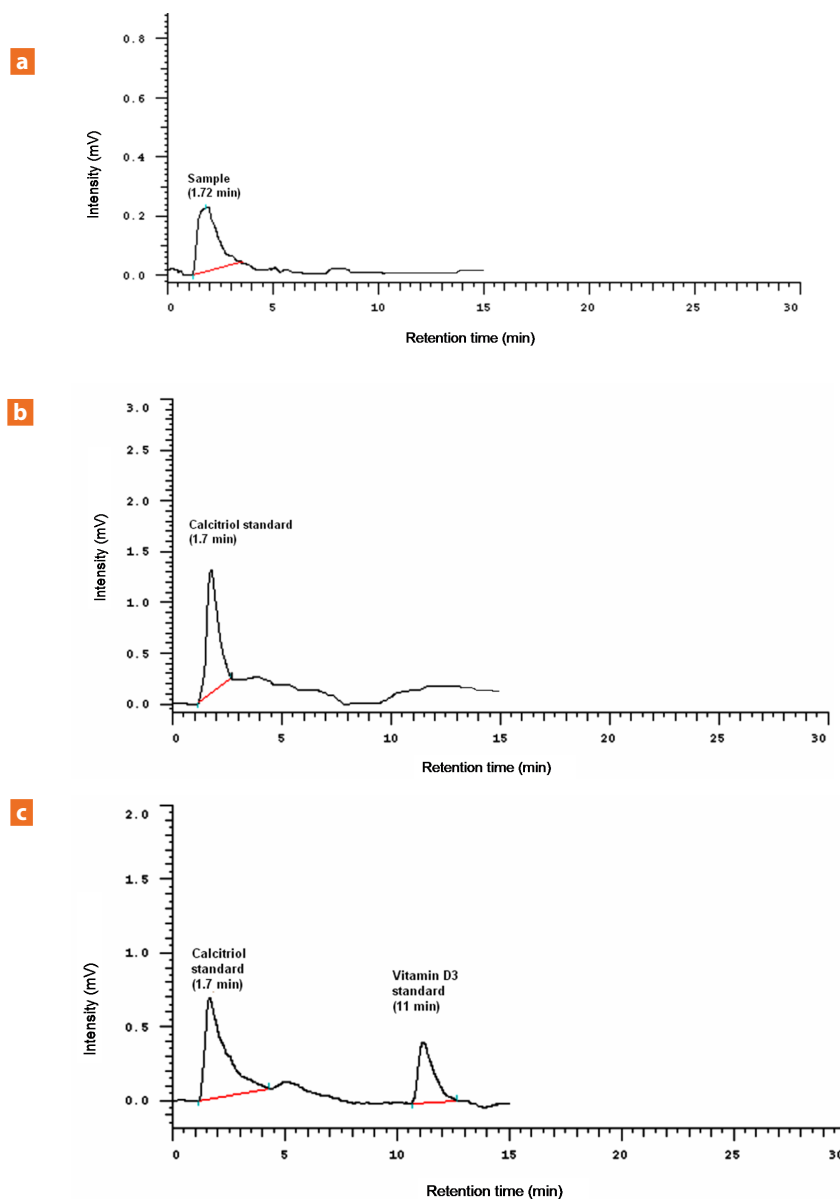 a
0.8
0.6
0.4
0.2
0.0
Intensity (mV)
Sample
(1.72 min)
0 5 10 15 20 25 30
Retention time (min)
b
3.0
2.5
2.0
1.5
1.0
0.5
0.0
Intensity (mV)
Calcitriol standard
(1.7 min)
0 5 10 15 20 25 30
Retention time (min)
c
2.0
1.5
1.0
0.5
0.0
Intensity (mV)
Calcitriol
standard
(1.7 min)
Vitamin D3
standard
(11 min)
0 5 10 15 20 25 30
Retention time (min)